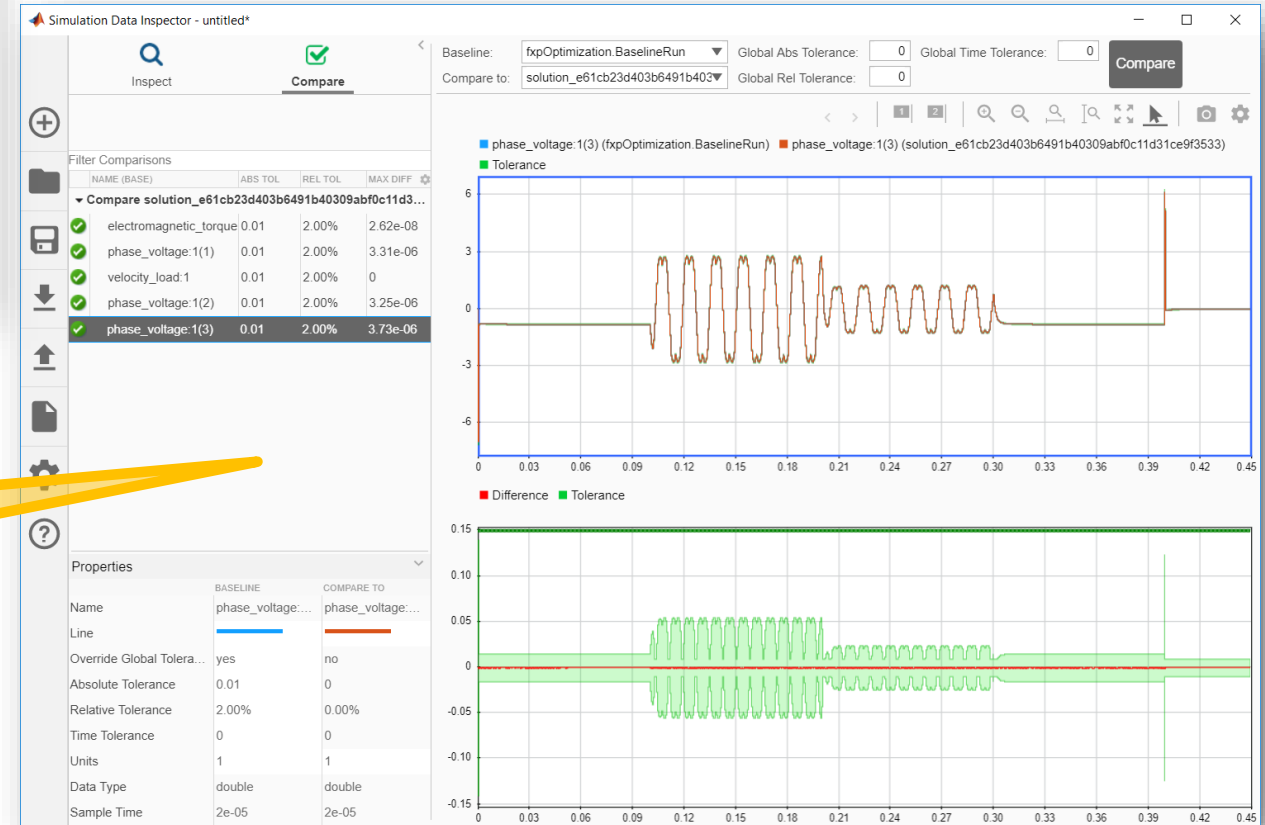 Simulation Data Inspector - untitled*
Inspect
Compare
Baseline: fxpOptimization.BaselineRun Global Abs Tolerance: 0 Global Time Tolerance: 0
Compare to: solution_e61cb23d403b6491b403 Global Rel Tolerance: 0
Compare
1 2
Filter Comparisons
NAME (BASE) ABS TOL REL TOL MAX DIFF
Compare solution_e61cb23d403b6491b40309abf0c11d3...
electromagnetic_torque 0.01 2.00% 2.62e-08
phase_voltage:1(1) 0.01 2.00% 3.31e-06
velocity_load:1 0.01 2.00% 0
phase_voltage:1(2) 0.01 2.00% 3.25e-06
phase_voltage:1(3) 0.01 2.00% 3.73e-06
Properties
BASELINE COMPARE TO
Name phase_voltage:... phase_voltage:...
Line
Override Global Tolera... yes no
Absolute Tolerance 0.01 0
Relative Tolerance 2.00% 0.00%
Time Tolerance 0 0
Units 1 1
Data Type double double
Sample Time 2e-05 2e-05
phase_voltage:1(3) (fxpOptimization.BaselineRun) phase_voltage:1(3) (solution_e61cb23d403b6491b40309abf0c11d31ce9f3533)
Tolerance
6
3
0
-3
-6
0 0.03 0.06 0.09 0.12 0.15 0.18 0.21 0.24 0.27 0.30 0.33 0.36 0.39 0.42 0.45
Difference Tolerance
0.15
0.10
0.05
0
-0.05
-0.10
-0.15
0 0.03 0.06 0.09 0.12 0.15 0.18 0.21 0.24 0.27 0.30 0.33 0.36 0.39 0.42 0.45